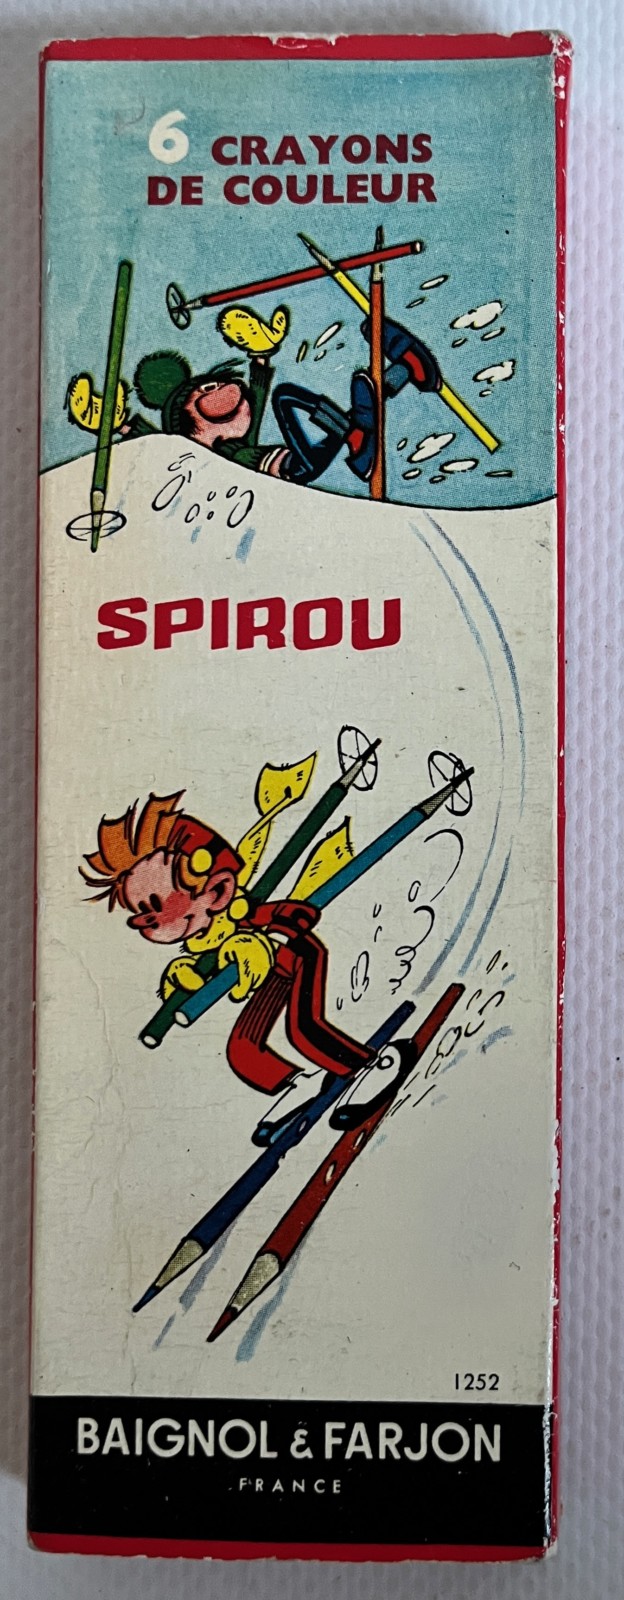 6 CRAYONS
DE COULEUR
SPIROU
1252
BAIGNOL & FARJON
FRANCE